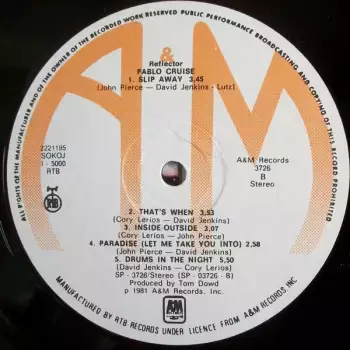 ALL RIGHTS OF THE MANUFACTURER AND OF THE OWNER OF THE RECORDED WORK RESERVED. PUBLIC PERFORMANCE BROADCASTING AND COPYING OF THIS RECORD PROHIBITED
A&M
Reflector
PABLO CRUISE
1. SLIP AWAY 3,45
(John Pierce — David Jenkins - Lutz)
2221195
SOKOJ
1 - 5000
RTB
A&M Records
3726
B
Stereo
2. THAT'S WHEN 3,53
(Cory Lerios — David Jenkins)
3. INSIDE/OUTSIDE 3,07
(Cory Lerios — John Pierce)
4. PARADISE (LET ME TAKE YOU INTO) 2,58
5. DRUMS IN THE NIGHT 5,50
(David Jenkins — Cory Lerios)
SP - 3726/Stereo (SP - 03726 - B)
Produced by Tom Dowd
p 1981 A&M Records, Inc.
A&M
MANUFACTURED BY RTB RECORDS UNDER LICENCE FROM A&M RECORDS INC